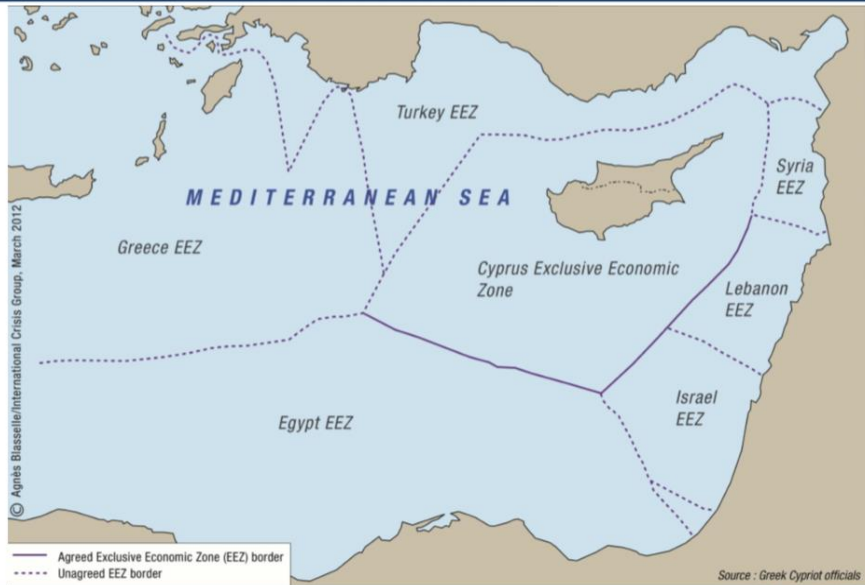 Turkey EEZ
Syria
EEZ
MEDITERRANEAN SEA
Greece EEZ
Cyprus Exclusive Economic
Zone
Lebanon
EEZ
Israel
EEZ
Egypt EEZ
© Agnès Blasselle/International Crisis Group, March 2012
Agreed Exclusive Economic Zone (EEZ) border
Unagreed EEZ border
Source : Greek Cypriot officials